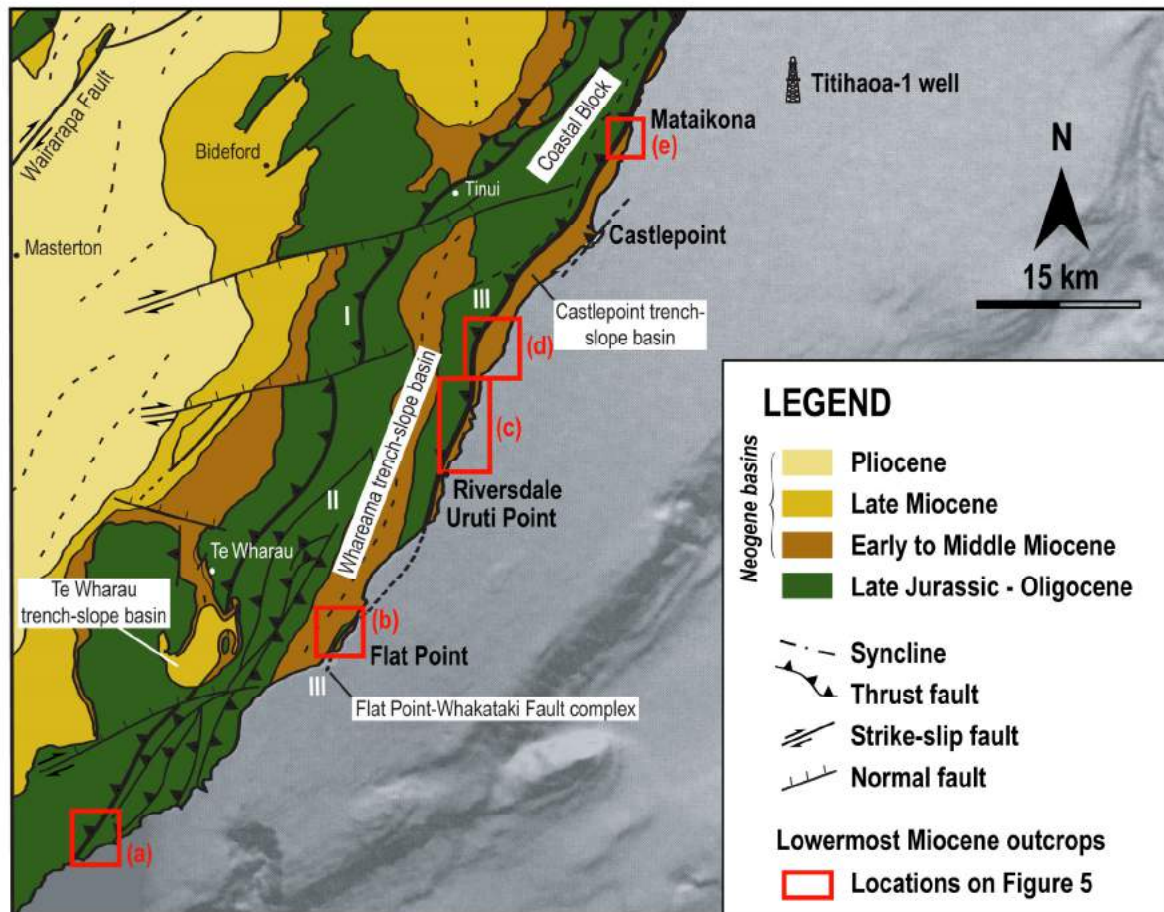 Titihaoa-1 well
Wairarapa Fault
Bideford
Coastal Block
Mataikona
(e)
N
Tinui
Masterton
Castlepoint
15 km
I
III
Castlepoint trench-
slope basin
(d)
Whareama trench-slope basin
(c)
II
Riversdale
Uruti Point
Te Wharau
Te Wharau
trench-slope basin
(b)
Flat Point
III
Flat Point-Whakataki Fault complex
(a)
LEGEND
Neogene basins
Pliocene
Late Miocene
Early to Middle Miocene
Late Jurassic - Oligocene
Syncline
Thrust fault
Strike-slip fault
Normal fault
Lowermost Miocene outcrops
Locations on Figure 5